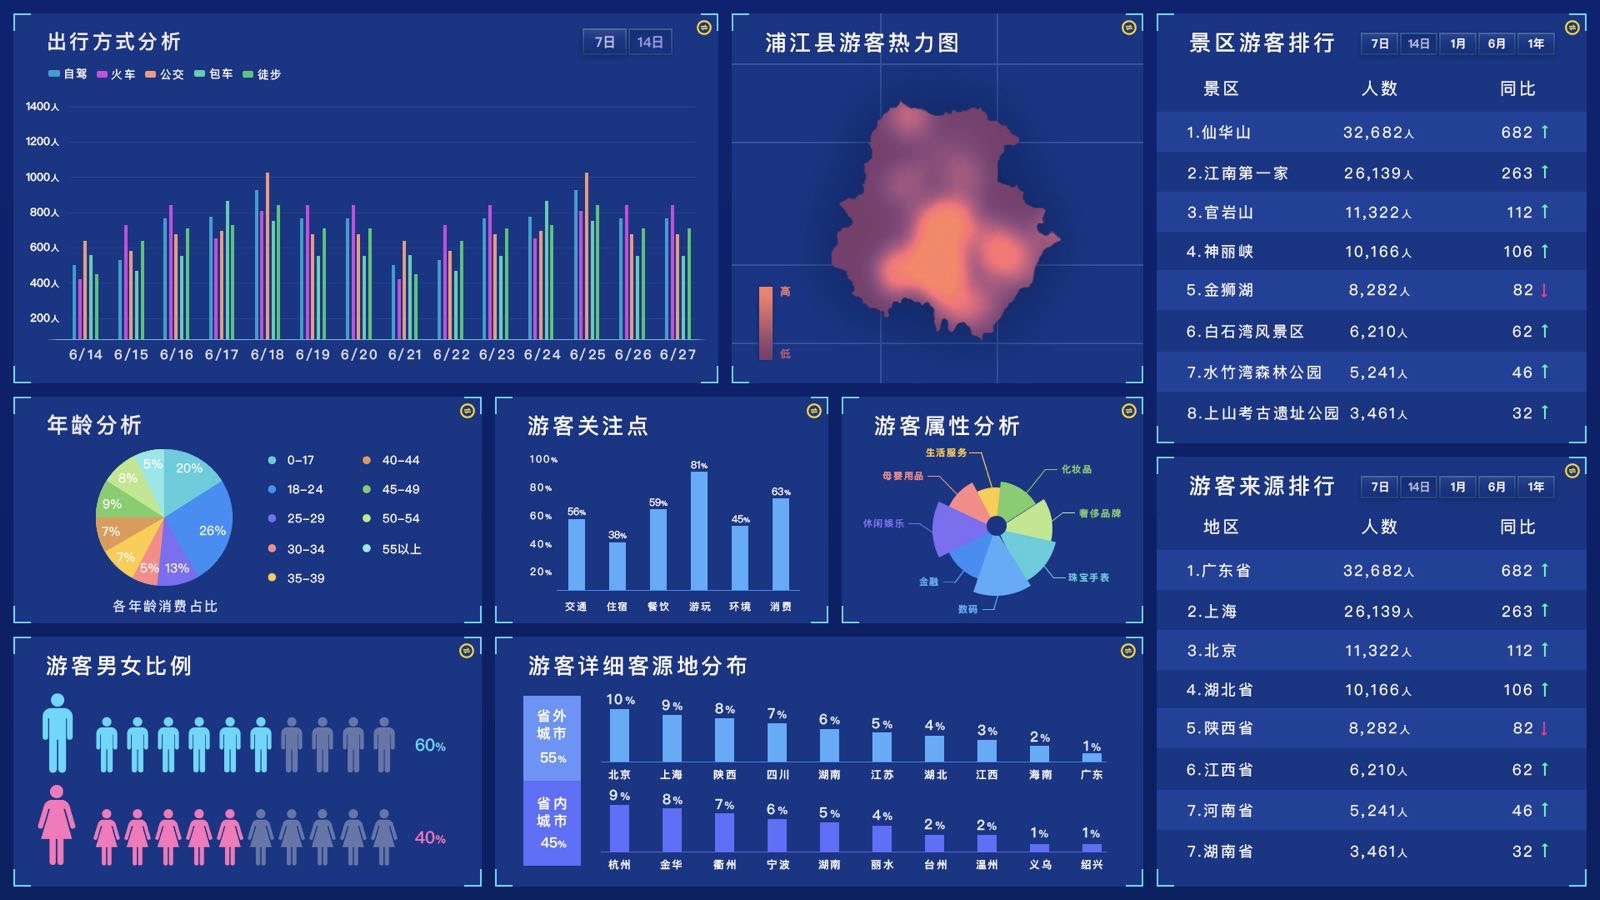 出行方式分析
7日 14日
自驾 火车 公交 包车 徒步
1400人
1200人
1000人
800人
600人
400人
200人
6/14 6/15 6/16 6/17 6/18 6/19 6/20 6/21 6/22 6/23 6/24 6/25 6/26 6/27
浦江县游客热力图
高
低
景区游客排行
7日 14日 1月 6月 1年
景区 人数 同比
1.仙华山 32,682人 682 ↑
2.江南第一家 26,139人 263 ↑
3.官岩山 11,322人 112 ↑
4.神丽峡 10,166人 106 ↑
5.金狮湖 8,282人 82 ↓
6.白石湾风景区 6,210人 62 ↑
7.水竹湾森林公园 5,241人 46 ↑
8.上山考古遗址公园 3,461人 32 ↑
年龄分析
5% 20%
8%
9%
26%
7%
7%
5% 13%
0-17 40-44
18-24 45-49
25-29 50-54
30-34 55以上
35-39
各年龄消费占比
游客关注点
100%
80%
60%
40%
20%
56% 38% 59% 81% 45% 63%
交通 住宿 餐饮 游玩 环境 消费
游客属性分析
生活服务
化妆品
母婴用品
奢侈品牌
休闲娱乐
珠宝手表
金融
数码
游客来源排行
7日 14日 1月 6月 1年
地区 人数 同比
1.广东省 32,682人 682 ↑
2.上海 26,139人 263 ↑
3.北京 11,322人 112 ↑
4.湖北省 10,166人 106 ↑
5.陕西省 8,282人 82 ↓
6.江西省 6,210人 62 ↑
7.河南省 5,241人 46 ↑
7.湖南省 3,461人 32 ↑
游客男女比例
60%
40%
游客详细客源地分布
省外
城市
55%
10% 9% 8% 7% 6% 5% 4% 3% 2% 1%
北京 上海 陕西 四川 湖南 江苏 湖北 江西 海南 广东
省内
城市
45%
9% 8% 7% 6% 5% 4% 2% 2% 1% 1%
杭州 金华 衢州 宁波 湖南 丽水 台州 温州 义乌 绍兴